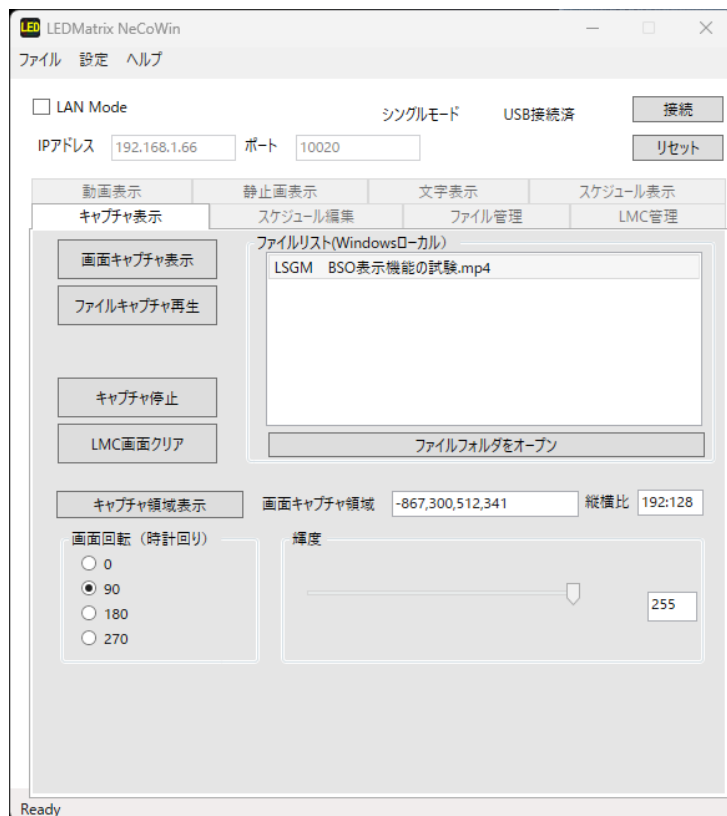 LED LEDMatrix NeCoWin
ファイル 設定 ヘルプ
LAN Mode
シングルモード USB接続済 接続
IPアドレス 192.168.1.66 ポート 10020 リセット
動画表示 静止画表示 文字表示 スケジュール表示
キャプチャ表示 スケジュール編集 ファイル管理 LMC管理
画面キャプチャ表示
ファイルキャプチャ再生
キャプチャ停止
LMC画面クリア
ファイルリスト(Windowsローカル)
LSGM　BSO表示機能の試験.mp4
ファイルフォルダをオープン
キャプチャ領域表示 画面キャプチャ領域 -867,300,512,341 縦横比 192:128
画面回転（時計回り）
0
90
180
270
輝度
255
Ready